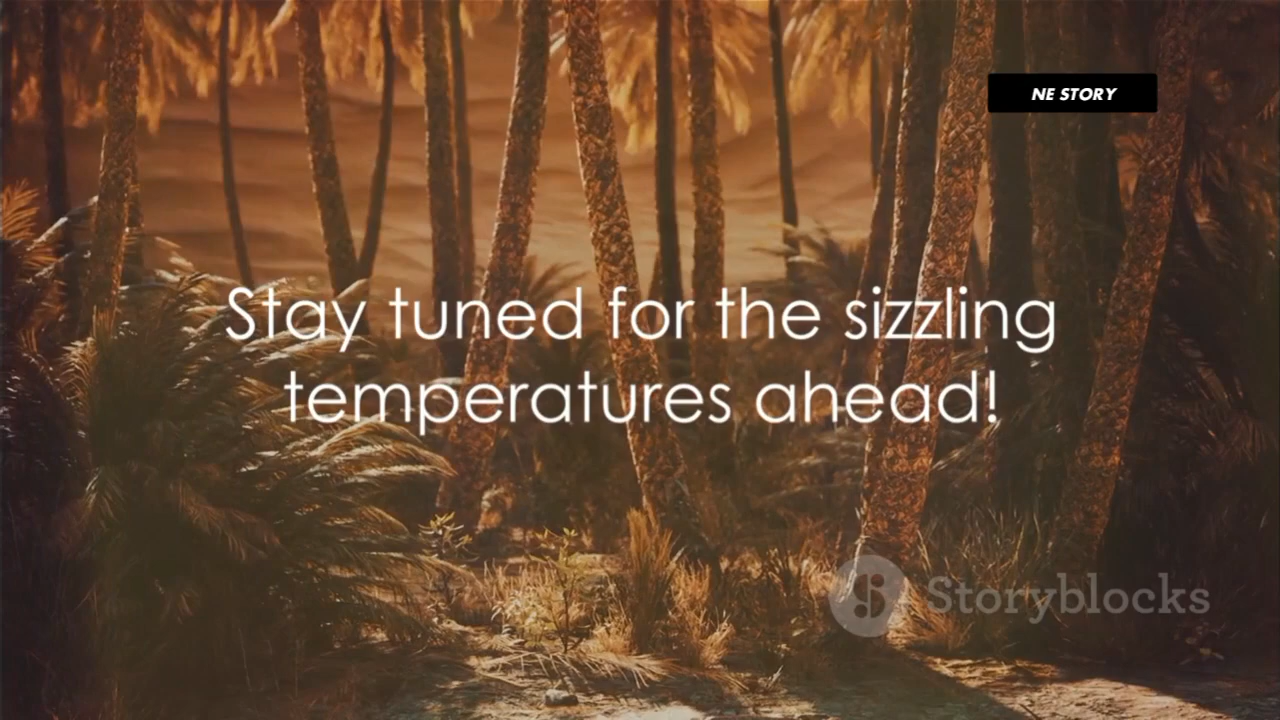 NE STORY
Stay tuned for the sizzling
temperatures ahead!
Storyblocks